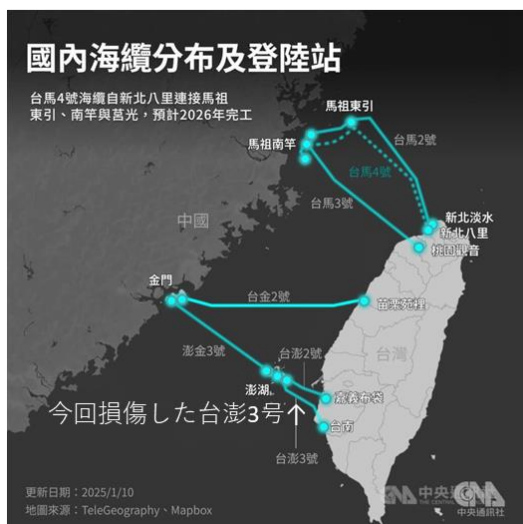 國內海纜分布及登陸站
台馬4號海纜自新北八里連接馬祖
東引、南竿與莒光，預計2026年完工
馬祖東引
台馬2號
馬祖南竿
台馬4號
台馬3號
中國
新北淡水
新北八里
桃園觀音
金門
台金2號
苗栗苑裡
澎金3號
台澎2號
台灣
澎湖
嘉義布袋
今回損傷した台澎3号↑
台南
台澎3號
更新日期：2025/1/10
地圖來源：TeleGeography、Mapbox
CNA 中央通訊社
CNA
中央通訊社